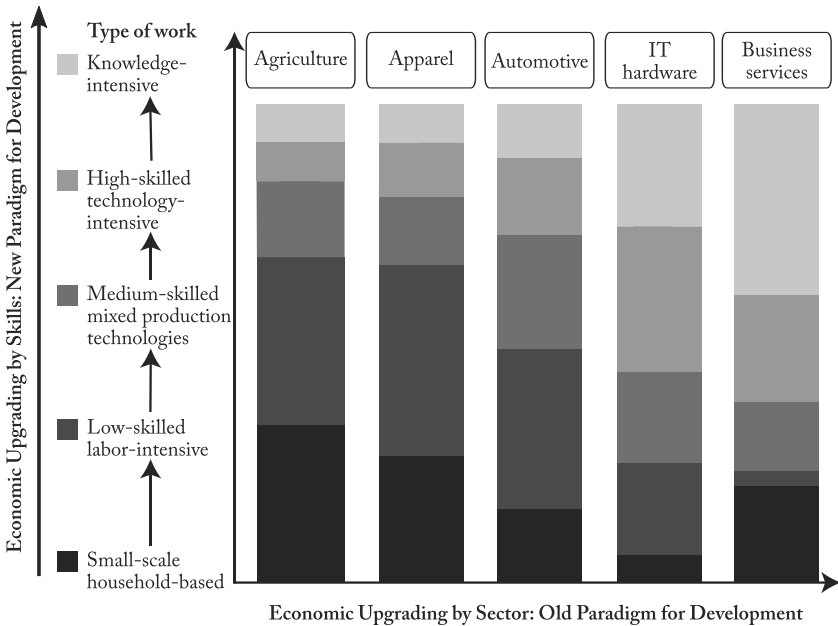 Economic Upgrading by Skills: New Paradigm for Development
Type of work
Knowledge-
intensive
High-skilled
technology-
intensive
Medium-skilled
mixed production
technologies
Low-skilled
labor-intensive
Small-scale
household-based
Agriculture
Apparel
Automotive
IT
hardware
Business
services
Economic Upgrading by Sector: Old Paradigm for Development